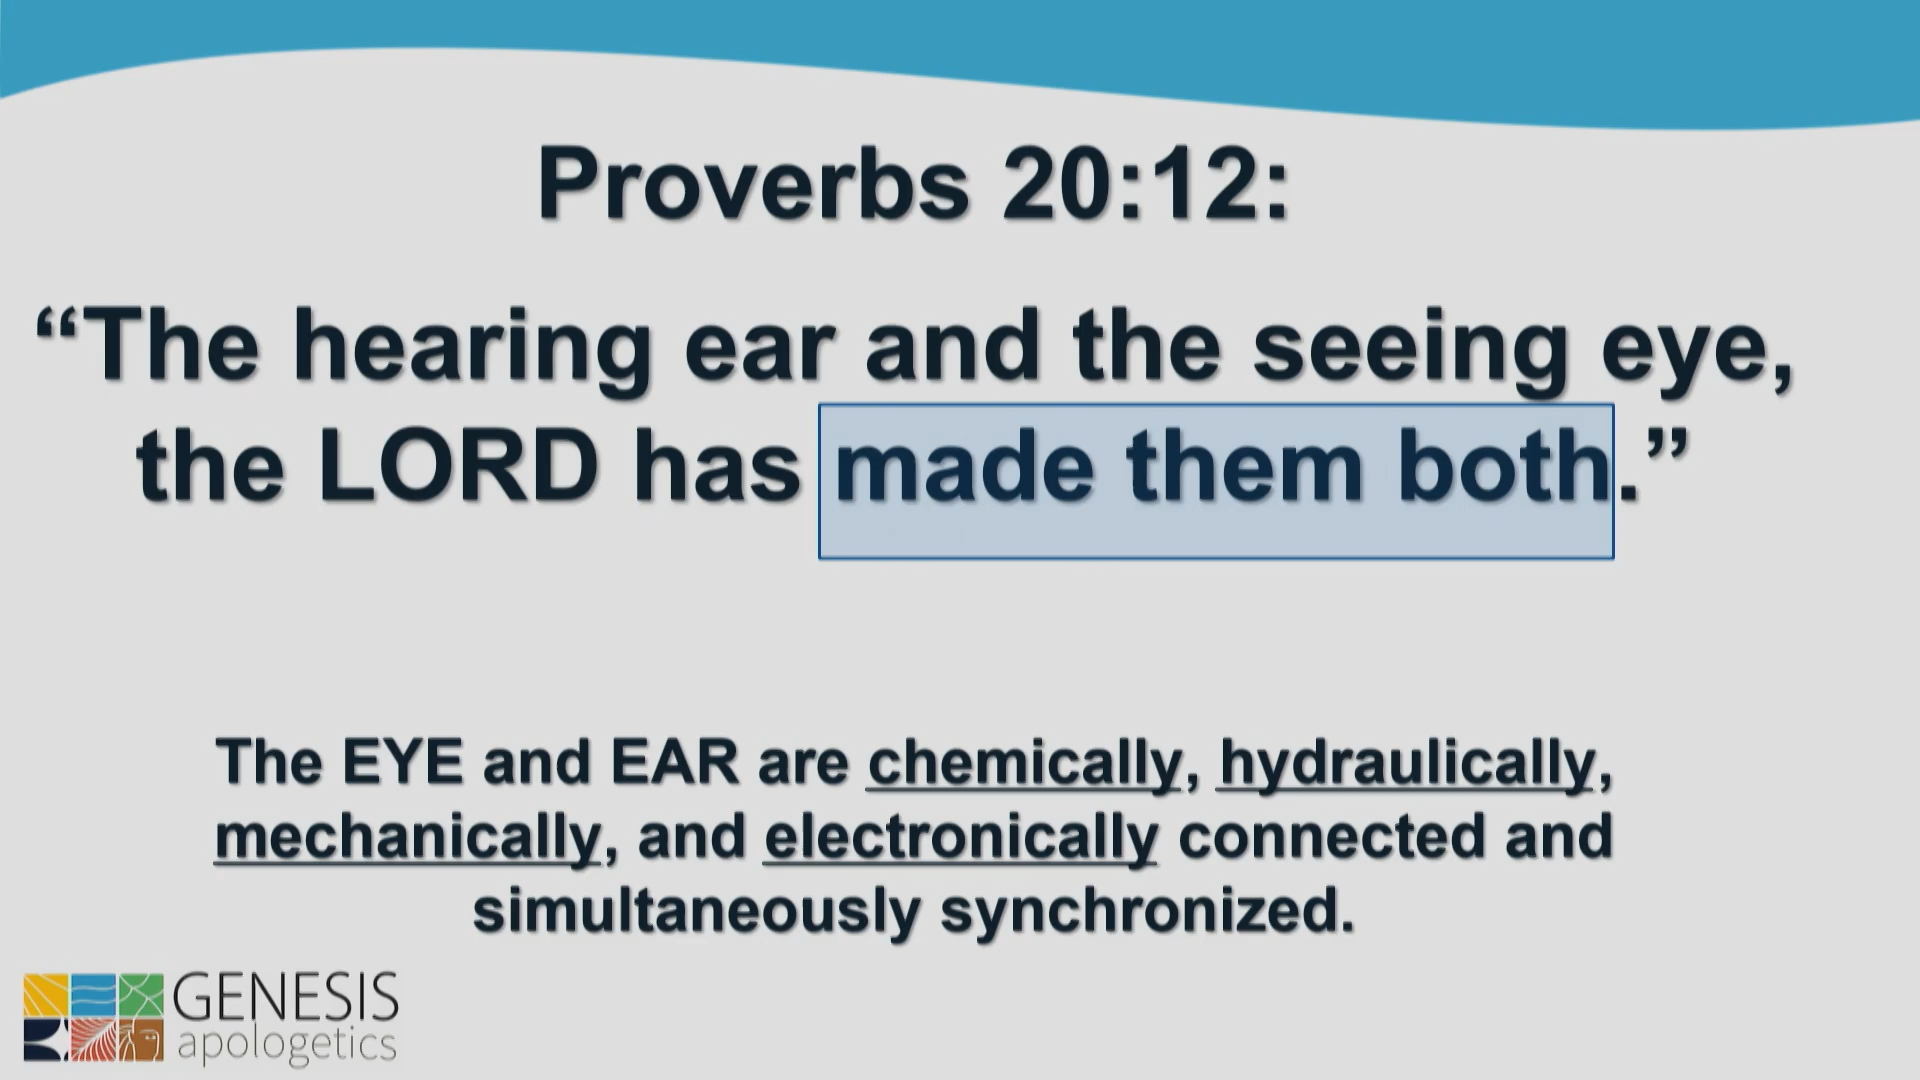 Proverbs 20:12:
“The hearing ear and the seeing eye,
the LORD has made them both.”
The EYE and EAR are chemically, hydraulically,
mechanically, and electronically connected and
simultaneously synchronized.
GENESIS
apologetics